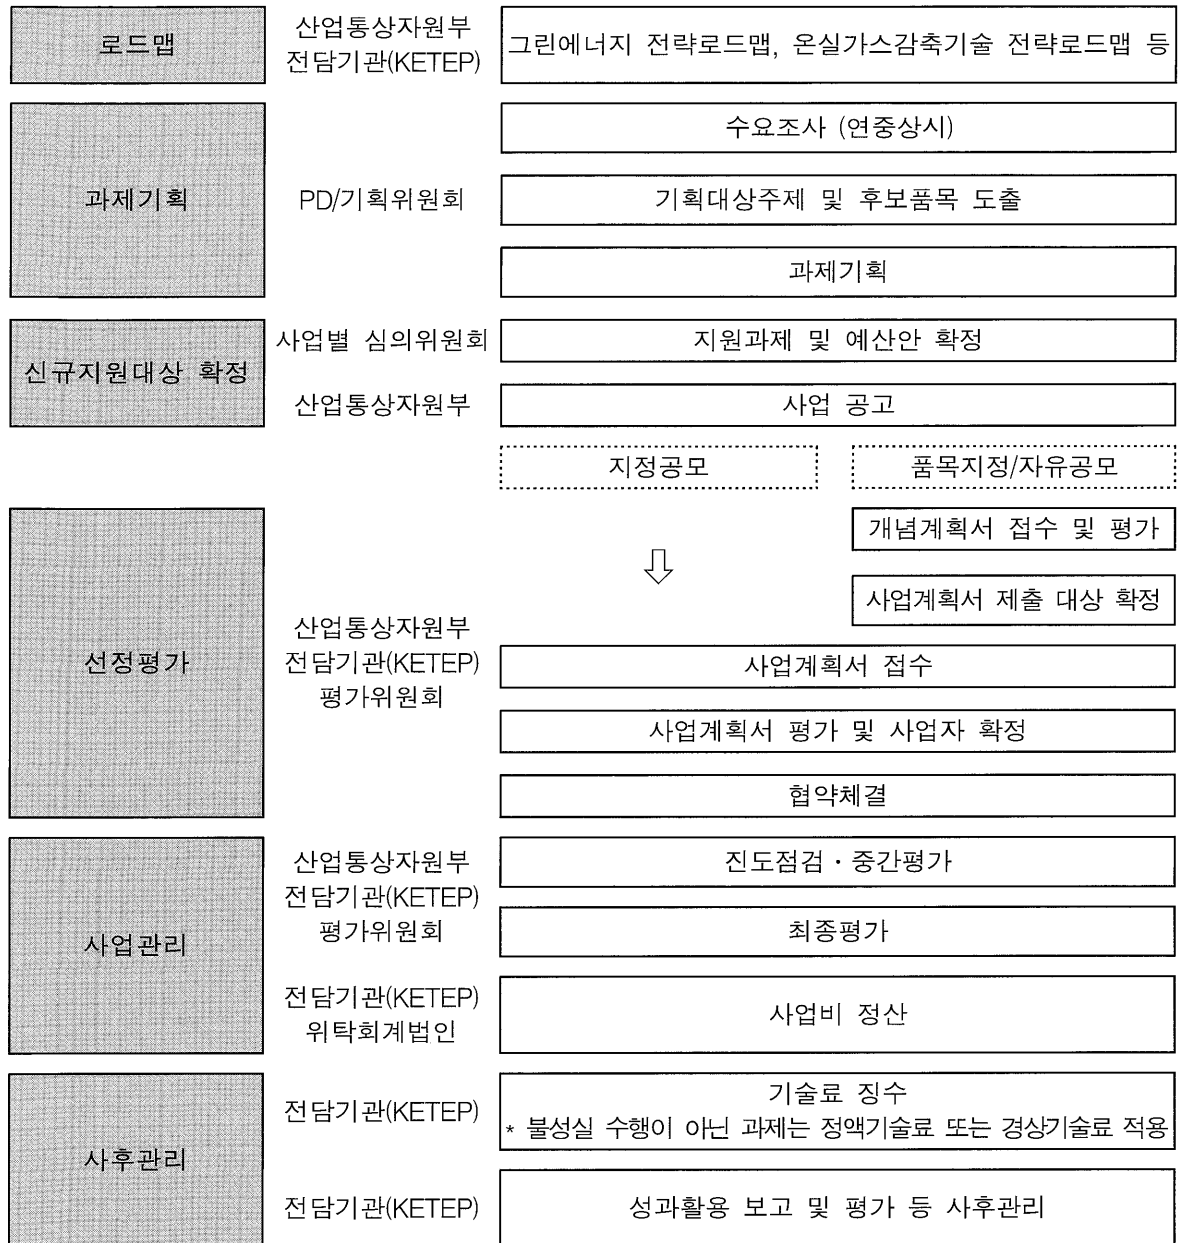 로드맵
산업통상자원부
전담기관(KETEP)
그린에너지 전략로드맵, 온실가스감축기술 전략로드맵 등
과제기획
PD/기획위원회
수요조사 (연중상시)
기획대상주제 및 후보품목 도출
과제기획
신규지원대상 확정
사업별 심의위원회
지원과제 및 예산안 확정
산업통상자원부
사업 공고
지정공모
품목지정/자유공모
선정평가
산업통상자원부
전담기관(KETEP)
평가위원회
개념계획서 접수 및 평가
사업계획서 제출 대상 확정
사업계획서 접수
사업계획서 평가 및 사업자 확정
협약체결
사업관리
산업통상자원부
전담기관(KETEP)
평가위원회
진도점검 · 중간평가
최종평가
전담기관(KETEP)
위탁회계법인
사업비 정산
사후관리
전담기관(KETEP)
기술료 징수
* 불성실 수행이 아닌 과제는 정액기술료 또는 경상기술료 적용
전담기관(KETEP)
성과활용 보고 및 평가 등 사후관리